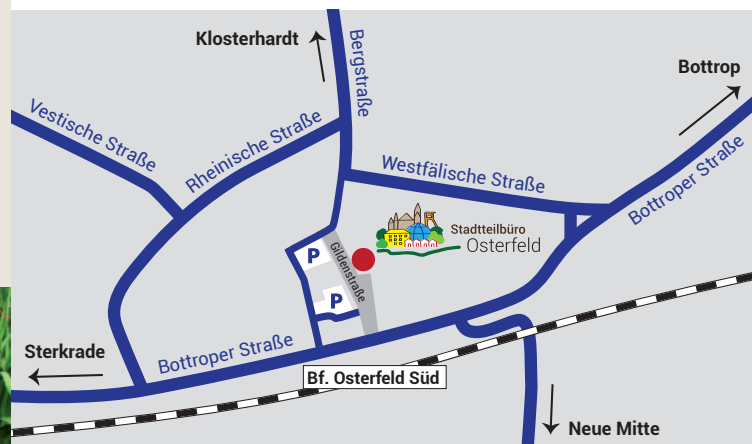 Klosterhardt
Bergstraße
Bottrop
Vestische Straße
Rheinische Straße
Westfälische Straße
Bottroper Straße
Stadtteilbüro
Osterfeld
P
Gildenstraße
P
Sterkrade
Bottroper Straße
Bf. Osterfeld Süd
Neue Mitte